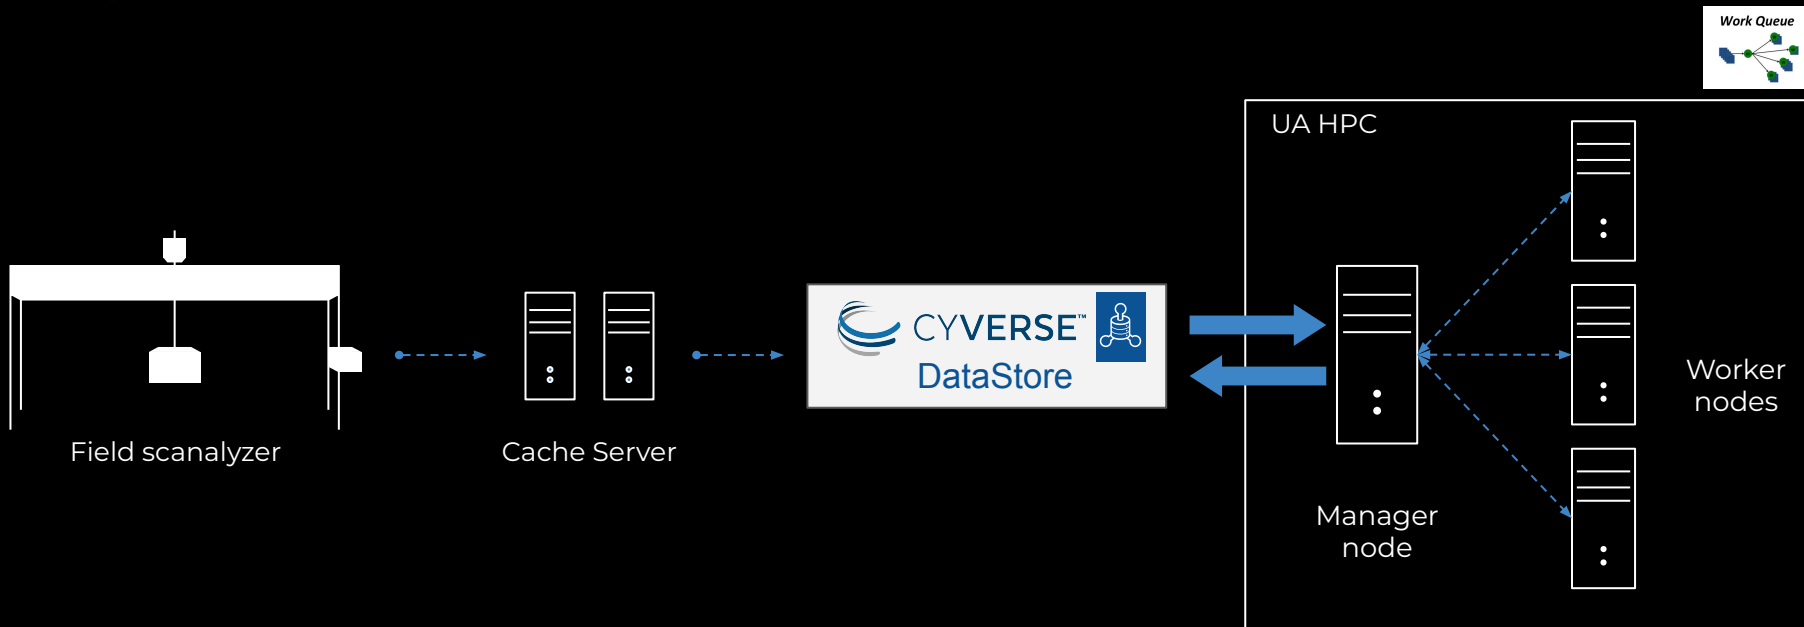 Work Queue
UA HPC
CYVERSE™
DataStore
Worker
nodes
Field scanalyzer
Cache Server
Manager
node